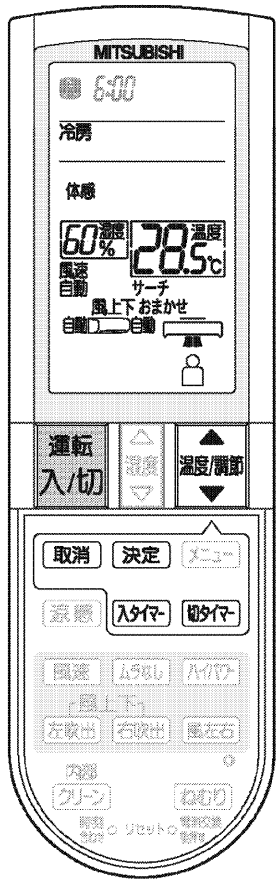 MITSUBISHI
6:00
冷房
体感
60% 湿度 28.5℃ 温度
風速
自動
サーチ
風上下 おまかせ
自動 自動
運転
入/切
湿度
温度/調節
取消 決定 メニュー
涼感 入タイマー 切タイマー
風速 ムラなし ハイパワー
風上下
左吹出 右吹出 風左右
内部
クリーン
ねむり
リセット